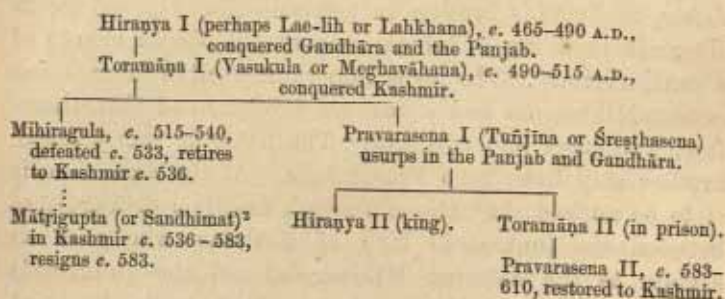 Hiraṇya I (perhaps Lae-lih or Lahkhana), c. 465–490 A.D.,
conquered Gandhāra and the Panjab.
Toramāṇa I (Vasukula or Meghavāhana), c. 490–515 A.D.,
conquered Kashmir.
Mihiragula, c. 515–540,
defeated c. 533, retires
to Kashmir c. 536.
Mātṛigupta (or Sandhimat)²
in Kashmir c. 536–583,
resigns c. 583.
Pravarasena I (Tuñjīna or Śreṣṭhasena)
usurps in the Panjab and Gandhāra.
Hiraṇya II (king).
Toramāṇa II (in prison).
Pravarasena II, c. 583–
610, restored to Kashmir.